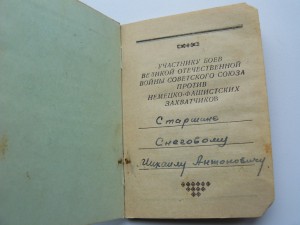 УЧАСТНИКУ БОЕВ
ВЕЛИКОЙ ОТЕЧЕСТВЕННОЙ
ВОЙНЫ СОВЕТСКОГО СОЮЗА
ПРОТИВ
НЕМЕЦКО-ФАШИСТСКИХ
ЗАХВАТЧИКОВ
Старшине
Снеговому
Михаилу Антоновичу.